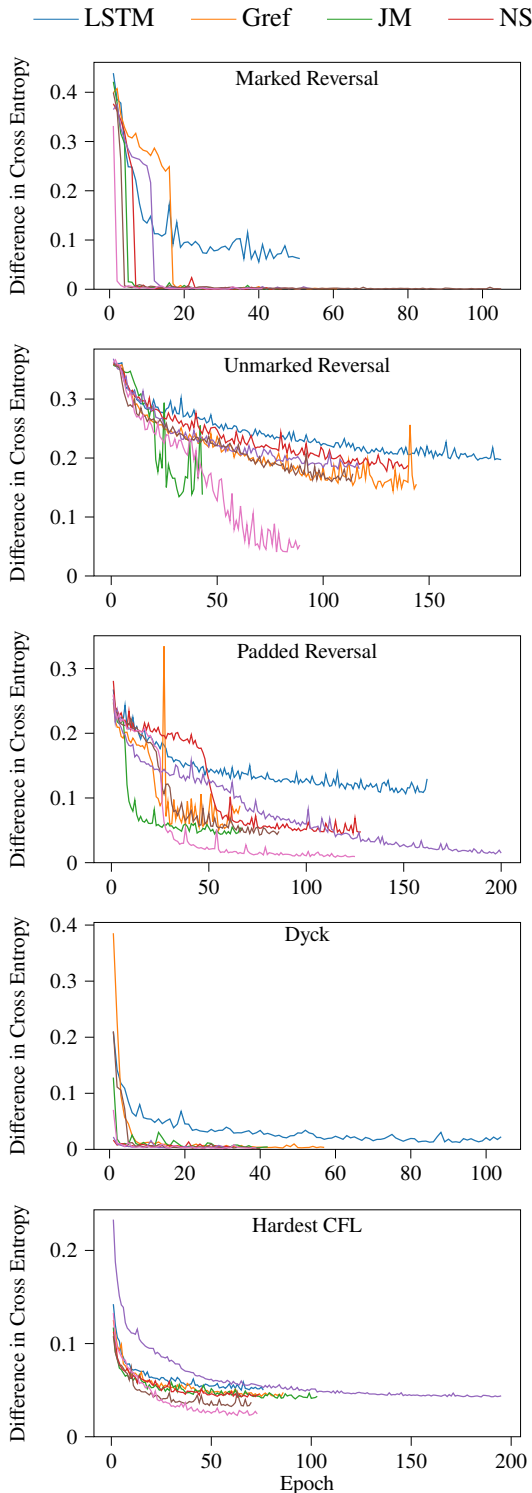 LSTM Gref JM NS
Marked Reversal
Difference in Cross Entropy
0.4
0.3
0.2
0.1
0
0 20 40 60 80 100
Unmarked Reversal
Difference in Cross Entropy
0.3
0.2
0.1
0
0 50 100 150
Padded Reversal
Difference in Cross Entropy
0.3
0.2
0.1
0
0 50 100 150 200
Dyck
Difference in Cross Entropy
0.4
0.3
0.2
0.1
0
0 20 40 60 80 100
Hardest CFL
Difference in Cross Entropy
0.2
0.1
0
0 50 100 150 200
Epoch